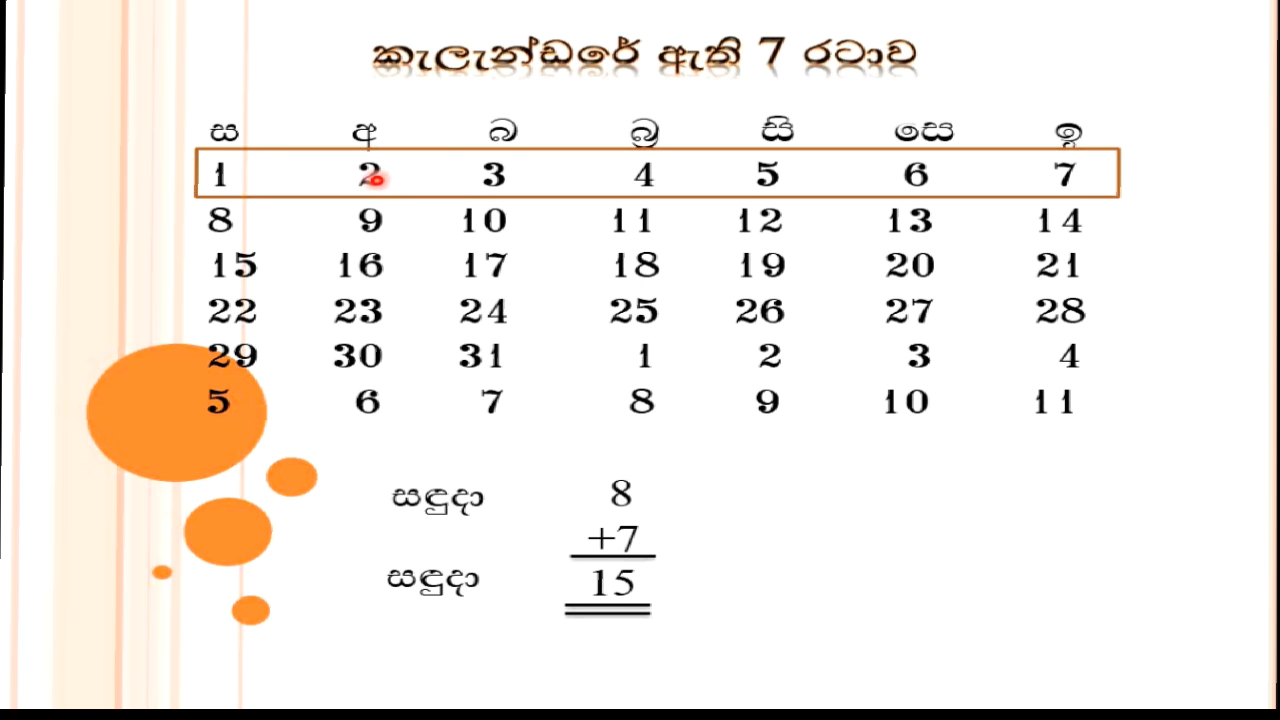 කැලැන්ඩරේ ඇති 7 රටාව
ස අ බ බ්‍ර සි සෙ ඉ
1 2 3 4 5 6 7
8 9 10 11 12 13 14
15 16 17 18 19 20 21
22 23 24 25 26 27 28
29 30 31 1 2 3 4
5 6 7 8 9 10 11
සඳුදා 8
+7
සඳුදා 15